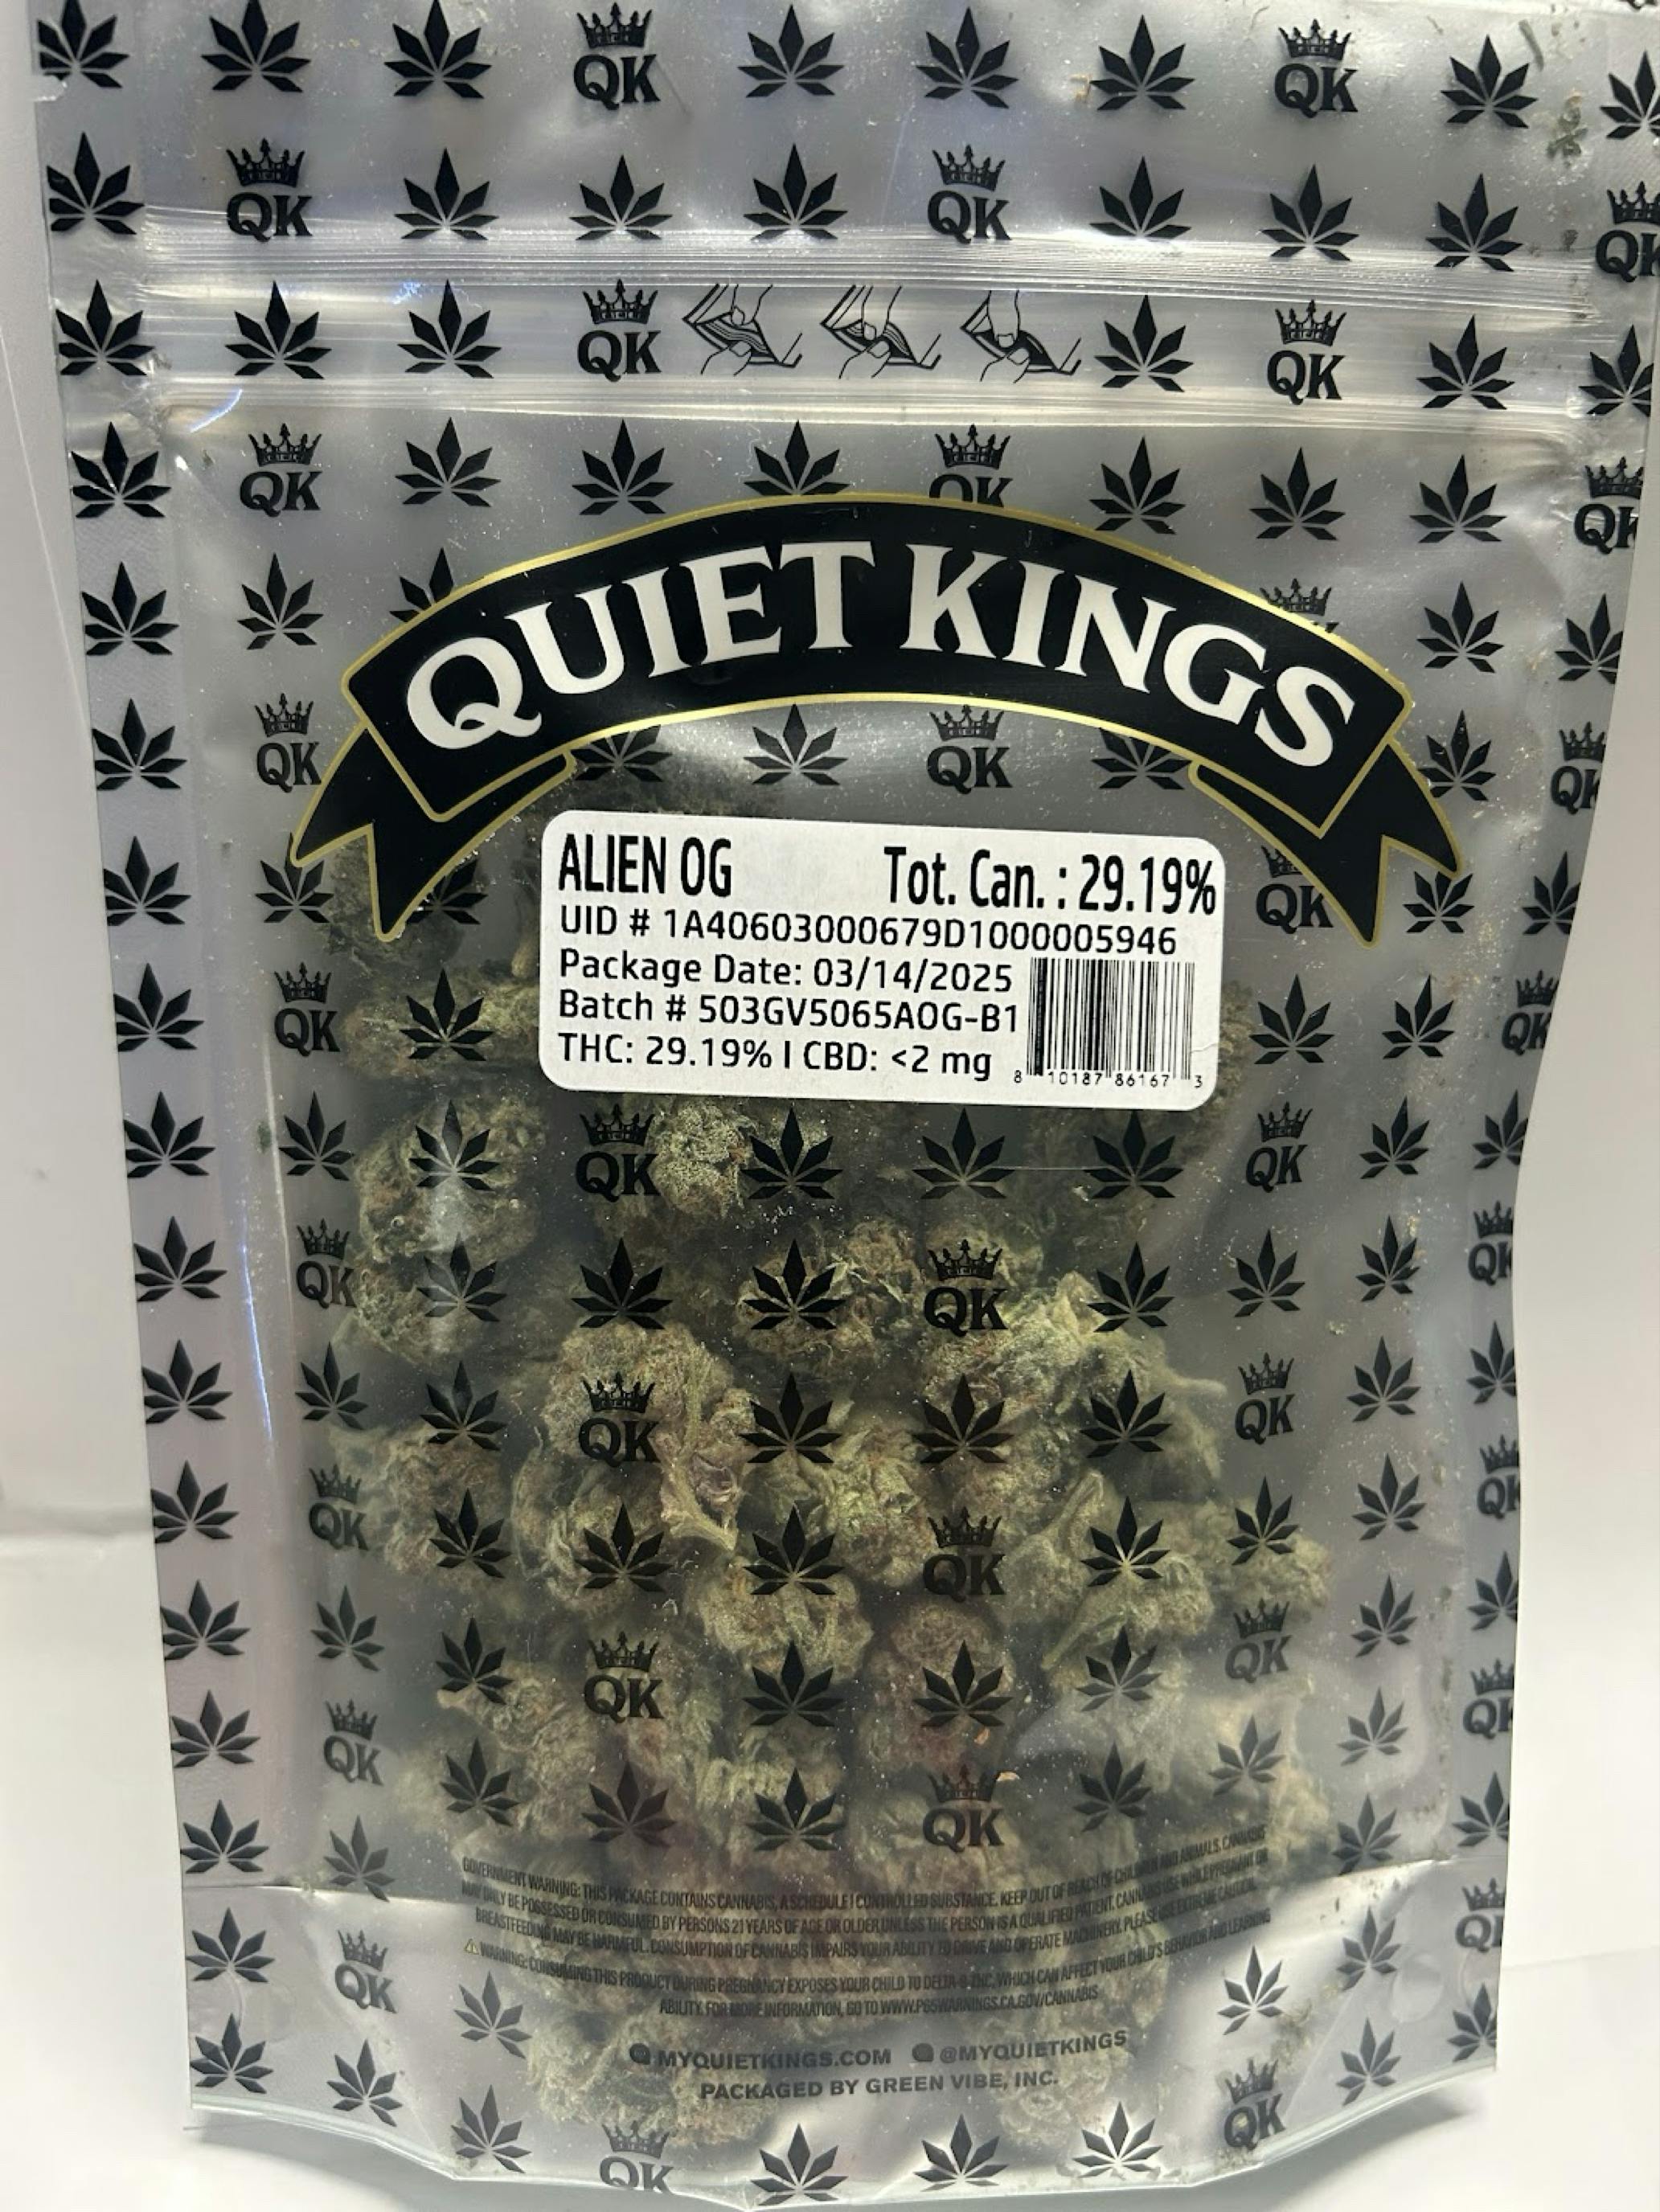 QUIET KINGS
ALIEN OG Tot. Can. : 29.19%
UID # 1A40603000679D1000005946
Package Date: 03/14/2025
Batch # 503GV5065AOG-B1
THC: 29.19% I CBD: <2 mg
8 10187 86167 3
GOVERNMENT WARNING: THIS PACKAGE CONTAINS CANNABIS, A SCHEDULE I CONTROLLED SUBSTANCE. KEEP OUT OF REACH OF CHILDREN AND ANIMALS. CANNABIS
MAY ONLY BE POSSESSED OR CONSUMED BY PERSONS 21 YEARS OF AGE OR OLDER UNLESS THE PERSON IS A QUALIFIED PATIENT. CANNABIS USE WHILE PREGNANT OR
BREASTFEEDING MAY BE HARMFUL. CONSUMPTION OF CANNABIS IMPAIRS YOUR ABILITY TO DRIVE AND OPERATE MACHINERY. PLEASE USE EXTREME CAUTION.
WARNING: CONSUMING THIS PRODUCT DURING PREGNANCY EXPOSES YOUR CHILD TO DELTA-9-THC, WHICH CAN AFFECT YOUR CHILD'S BEHAVIOR AND LEARNING
ABILITY. FOR MORE INFORMATION, GO TO WWW.P65WARNINGS.CA.GOV/CANNABIS
MYQUIETKINGS.COM @MYQUIETKINGS
PACKAGED BY GREEN VIBE, INC.
QK